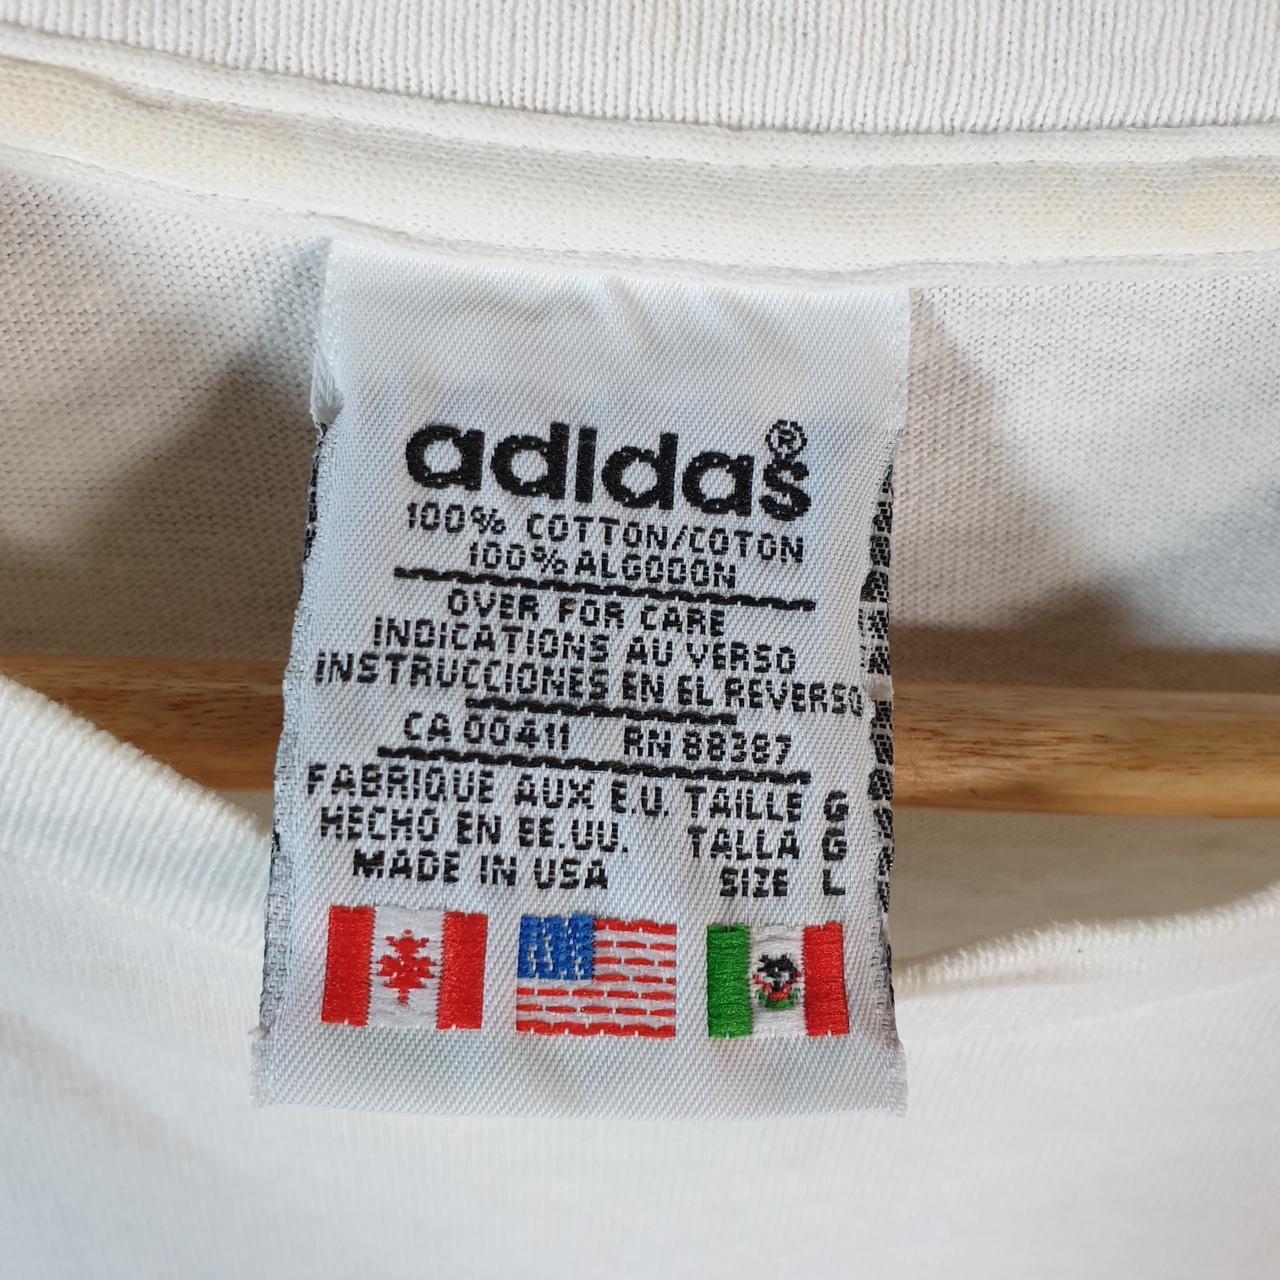 adidas®
100% COTTON/COTON
100% ALGODON
OVER FOR CARE
INDICATIONS AU VERSO
INSTRUCCIONES EN EL REVERSO
CA 00411 RN 88387
FABRIQUE AUX E.U. TAILLE G
HECHO EN EE.UU. TALLA G
MADE IN USA SIZE L